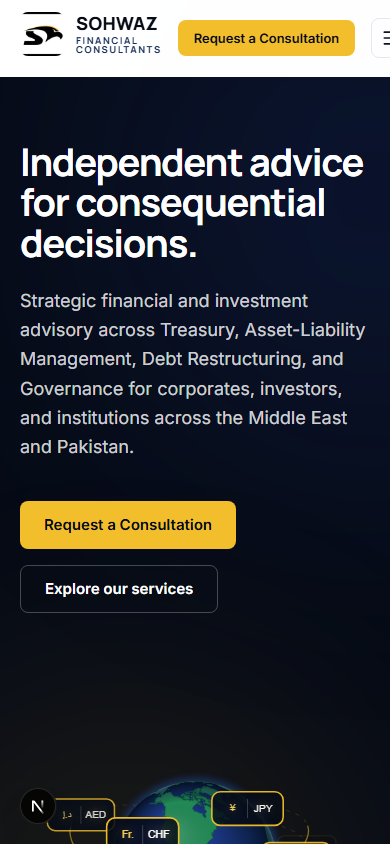 SOHWAZ
FINANCIAL
CONSULTANTS
Request a Consultation
Independent advice
for consequential
decisions.
Strategic financial and investment
advisory across Treasury, Asset-Liability
Management, Debt Restructuring, and
Governance for corporates, investors,
and institutions across the Middle East
and Pakistan.
Request a Consultation
Explore our services
¥ JPY
N
د.إ AED
Fr. CHF